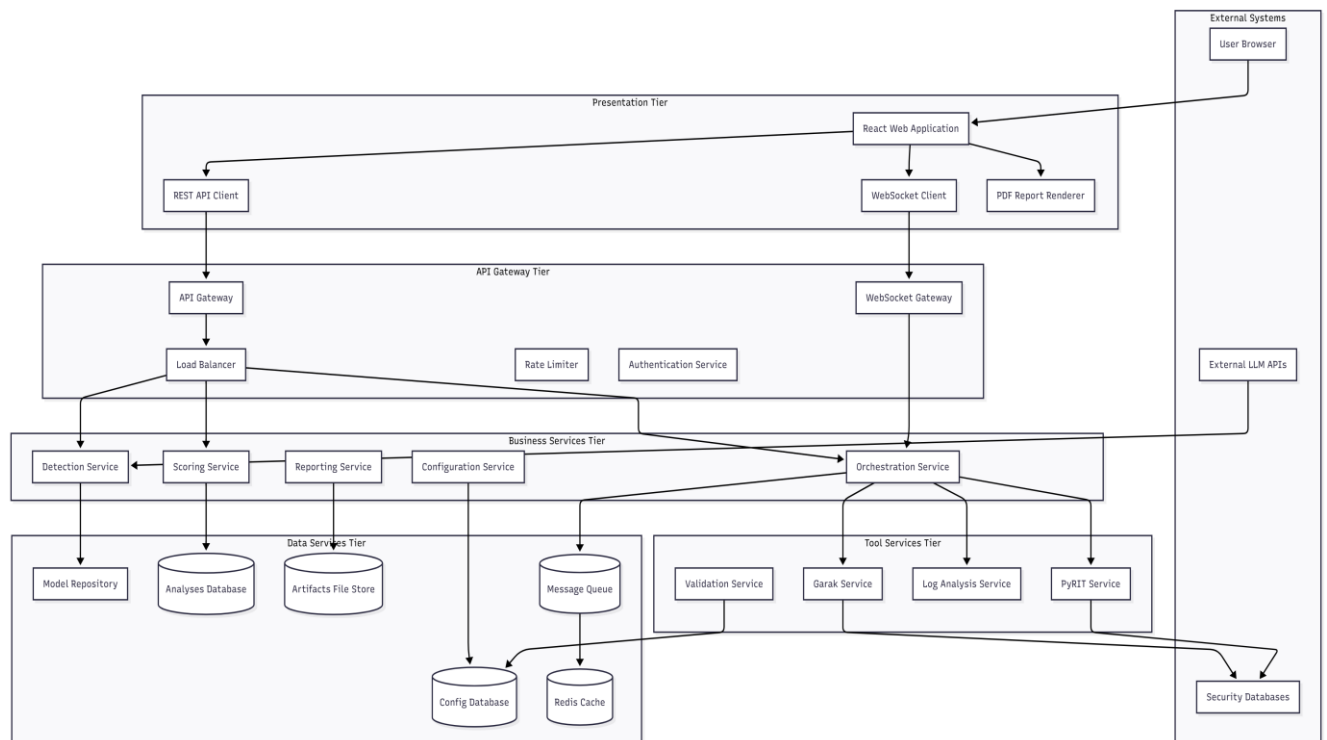 External Systems
User Browser
Presentation Tier
React Web Application
REST API Client
WebSocket Client
PDF Report Renderer
API Gateway Tier
API Gateway
WebSocket Gateway
Load Balancer
Rate Limiter
Authentication Service
External LLM APIs
Business Services Tier
Detection Service
Scoring Service
Reporting Service
Configuration Service
Orchestration Service
Data Services Tier
Tool Services Tier
Model Repository
Analyses Database
Artifacts File Store
Message Queue
Validation Service
Garak Service
Log Analysis Service
PyRIT Service
Config Database
Redis Cache
Security Databases